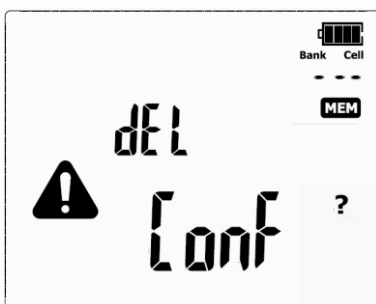 Bank Cell
- - -
MEM
dEL
ConF
?